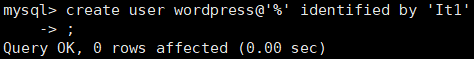 mysql> create user wordpress@'%' identified by 'It1'
    -> ;
Query OK, 0 rows affected (0.00 sec)